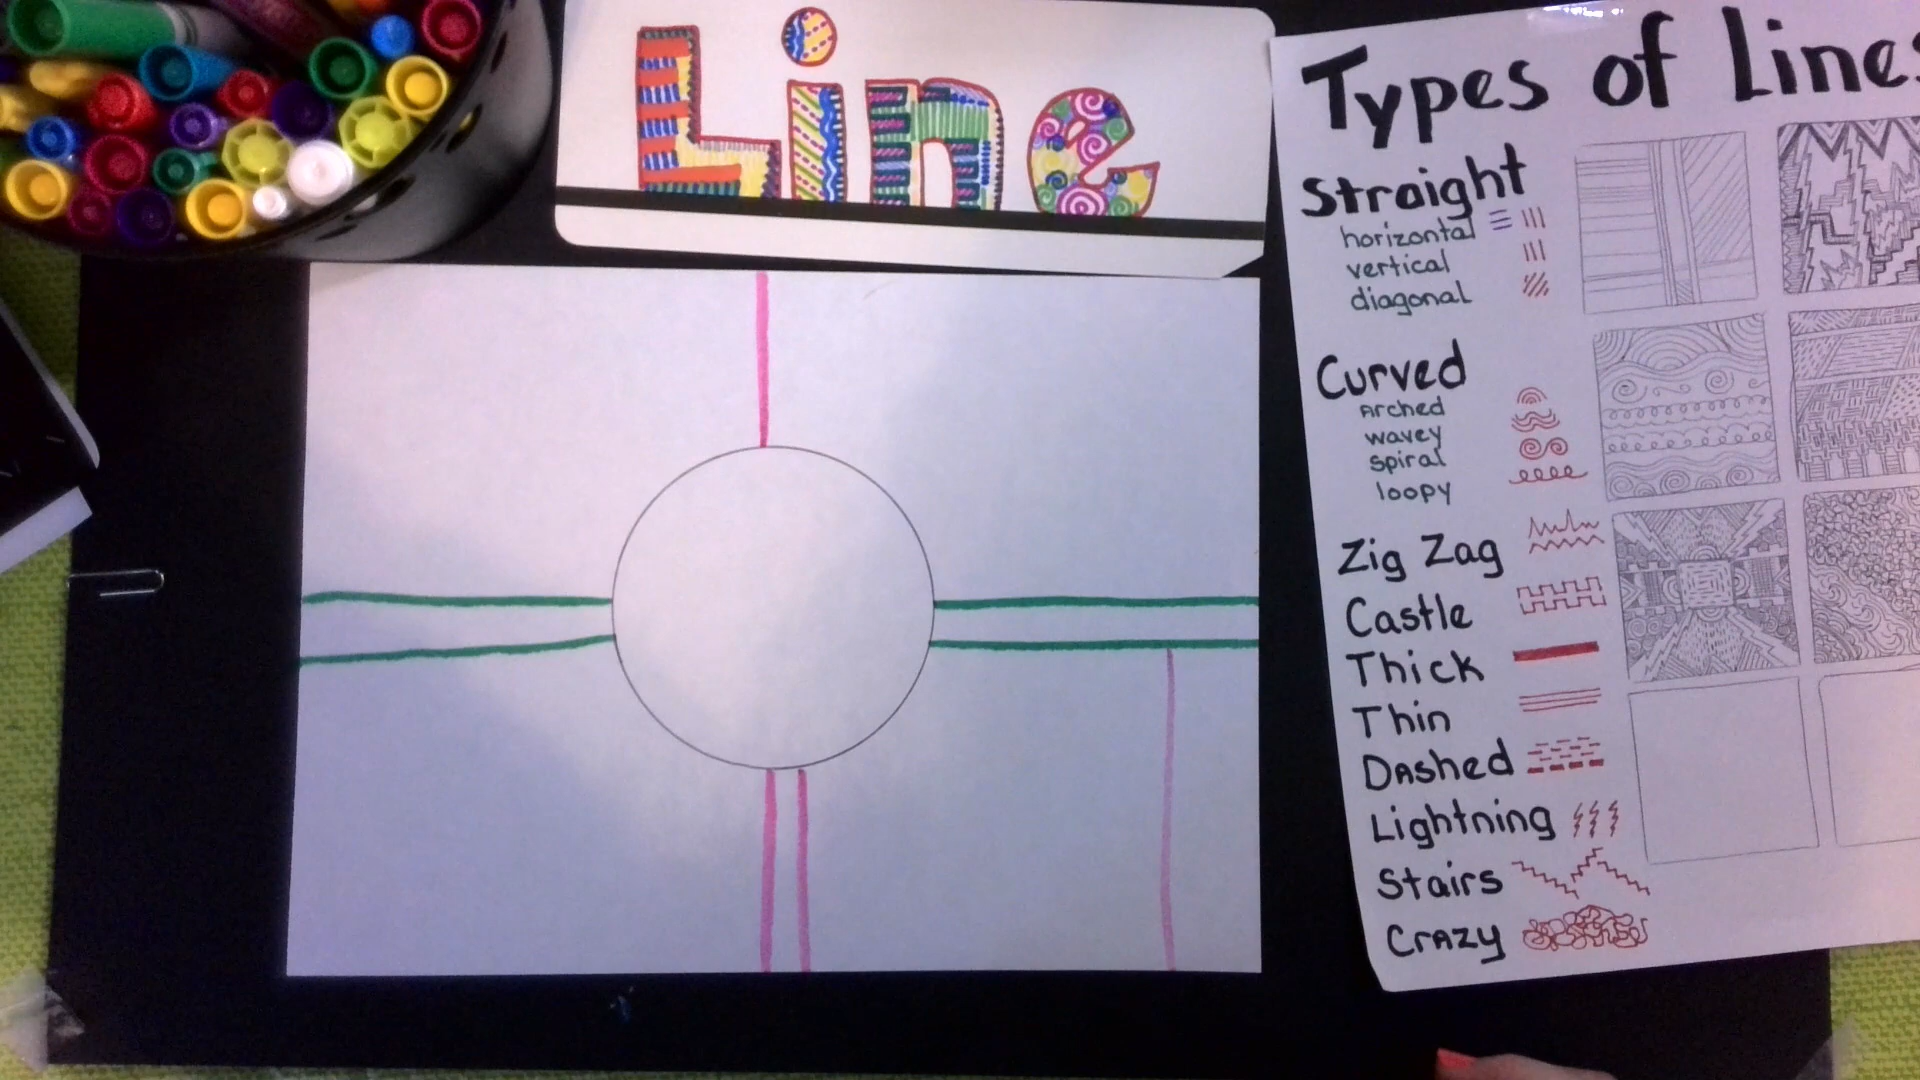 Line
Types of Lines
Straight
horizontal
vertical
diagonal
Curved
Arched
wavey
spiral
loopy
Zig Zag
Castle
Thick
Thin
Dashed
Lightning
Stairs
Crazy